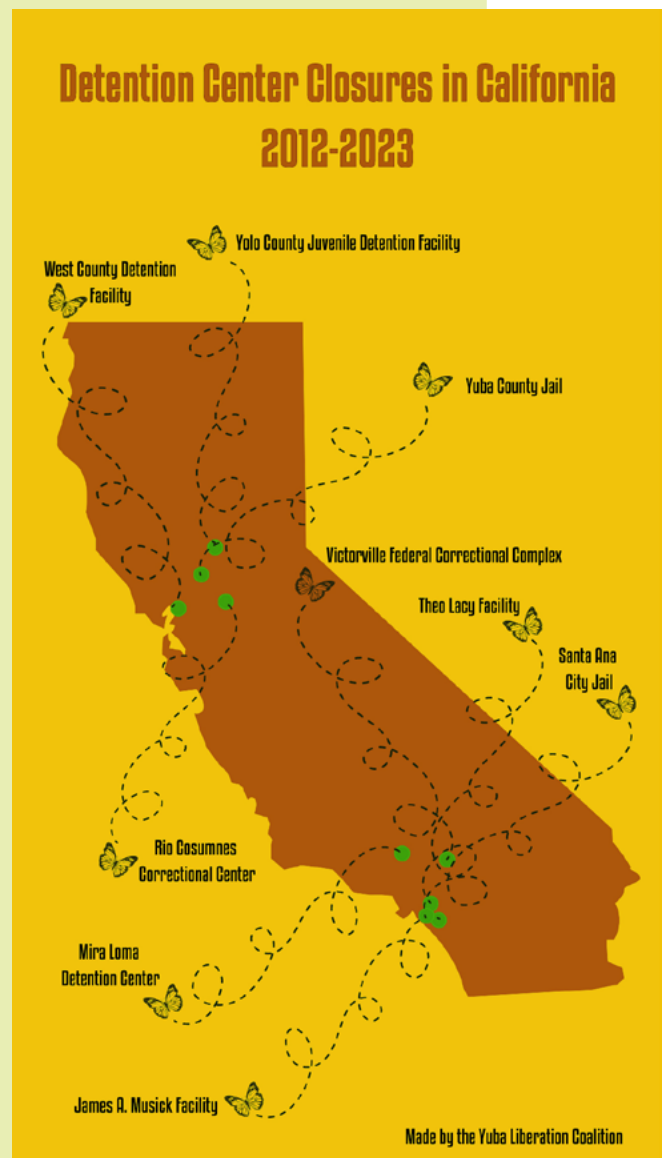 Detention Center Closures in California
2012-2023
Yolo County Juvenile Detention Facility
West County Detention
Facility
Yuba County Jail
Victorville Federal Correctional Complex
Theo Lacy Facility
Santa Ana
City Jail
Rio Cosumnes
Correctional Center
Mira Loma
Detention Center
James A. Musick Facility
Made by the Yuba Liberation Coalition